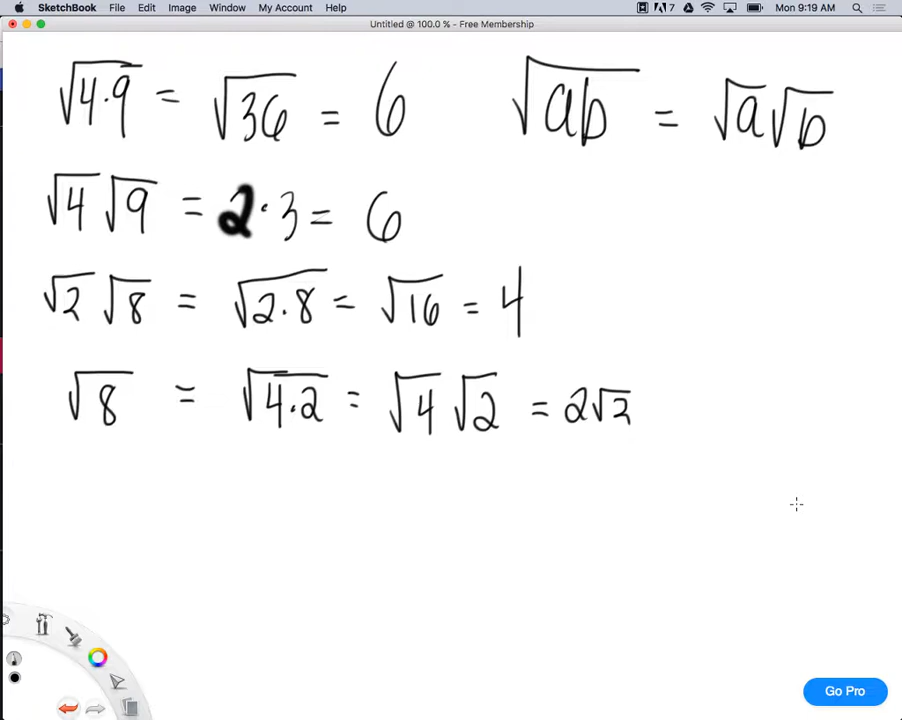 SketchBook File Edit Image Window My Account Help 7 Mon 9:19 AM
Untitled @ 100.0 % - Free Membership
√4·9 = √36 = 6 √ab = √a√b
√4 √9 = 2·3 = 6
√2 √8 = √2·8 = √16 = 4
√8 = √4·2 = √4 √2 = 2√2
Go Pro